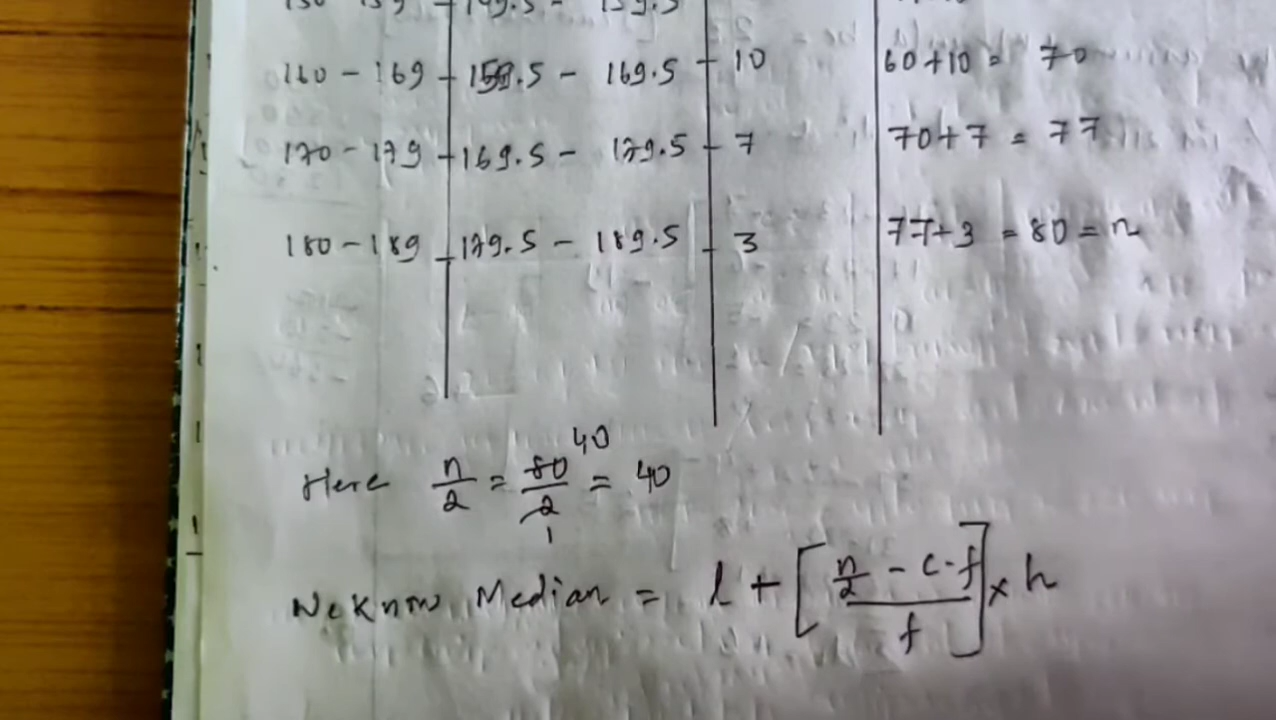 160 - 169 159.5 - 169.5 10 60+10 = 70
170 - 179 169.5 - 179.5 7 70+7 = 77
180 - 189 179.5 - 189.5 3 77+3 = 80 = n
Here n/2 = 80/2 = 40
We know, Median = l + [(n/2 - c.f)/f] × h